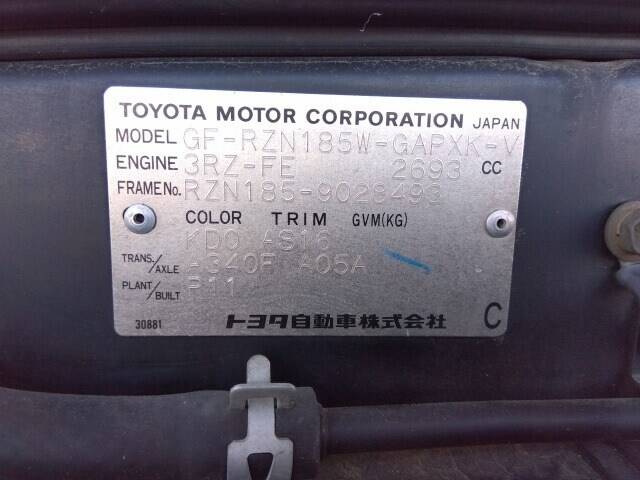 TOYOTA MOTOR CORPORATION JAPAN
MODEL GF-RZN185W-GAPXK-V
ENGINE 3RZ-FE 2693 CC
FRAME No. RZN185-9028493
COLOR TRIM GVM(KG)
KD0 AS16
TRANS./AXLE A340F A05A
PLANT/BUILT P11
30881 トヨタ自動車株式会社 C